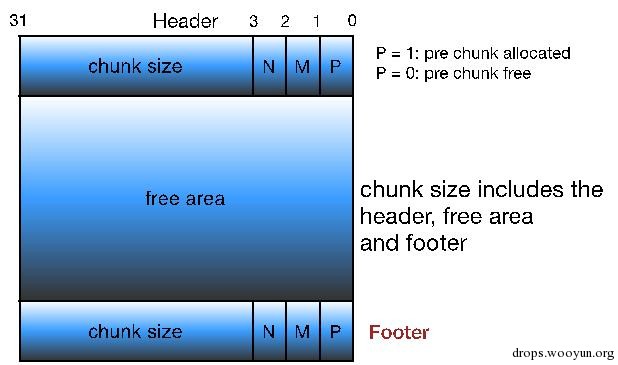 31 Header 3 2 1 0
chunk size N M P
P = 1: pre chunk allocated
P = 0: pre chunk free
free area
chunk size includes the
header, free area
and footer
chunk size N M P
Footer
drops.wooyun.org